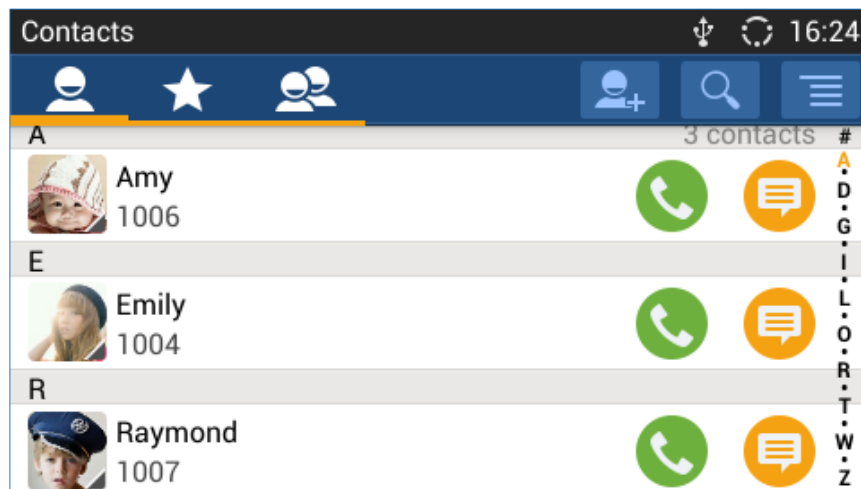 Contacts 16:24
A 3 contacts
Amy
1006
E
Emily
1004
R
Raymond
1007
#
A
D
G
I
L
O
R
T
W
Z